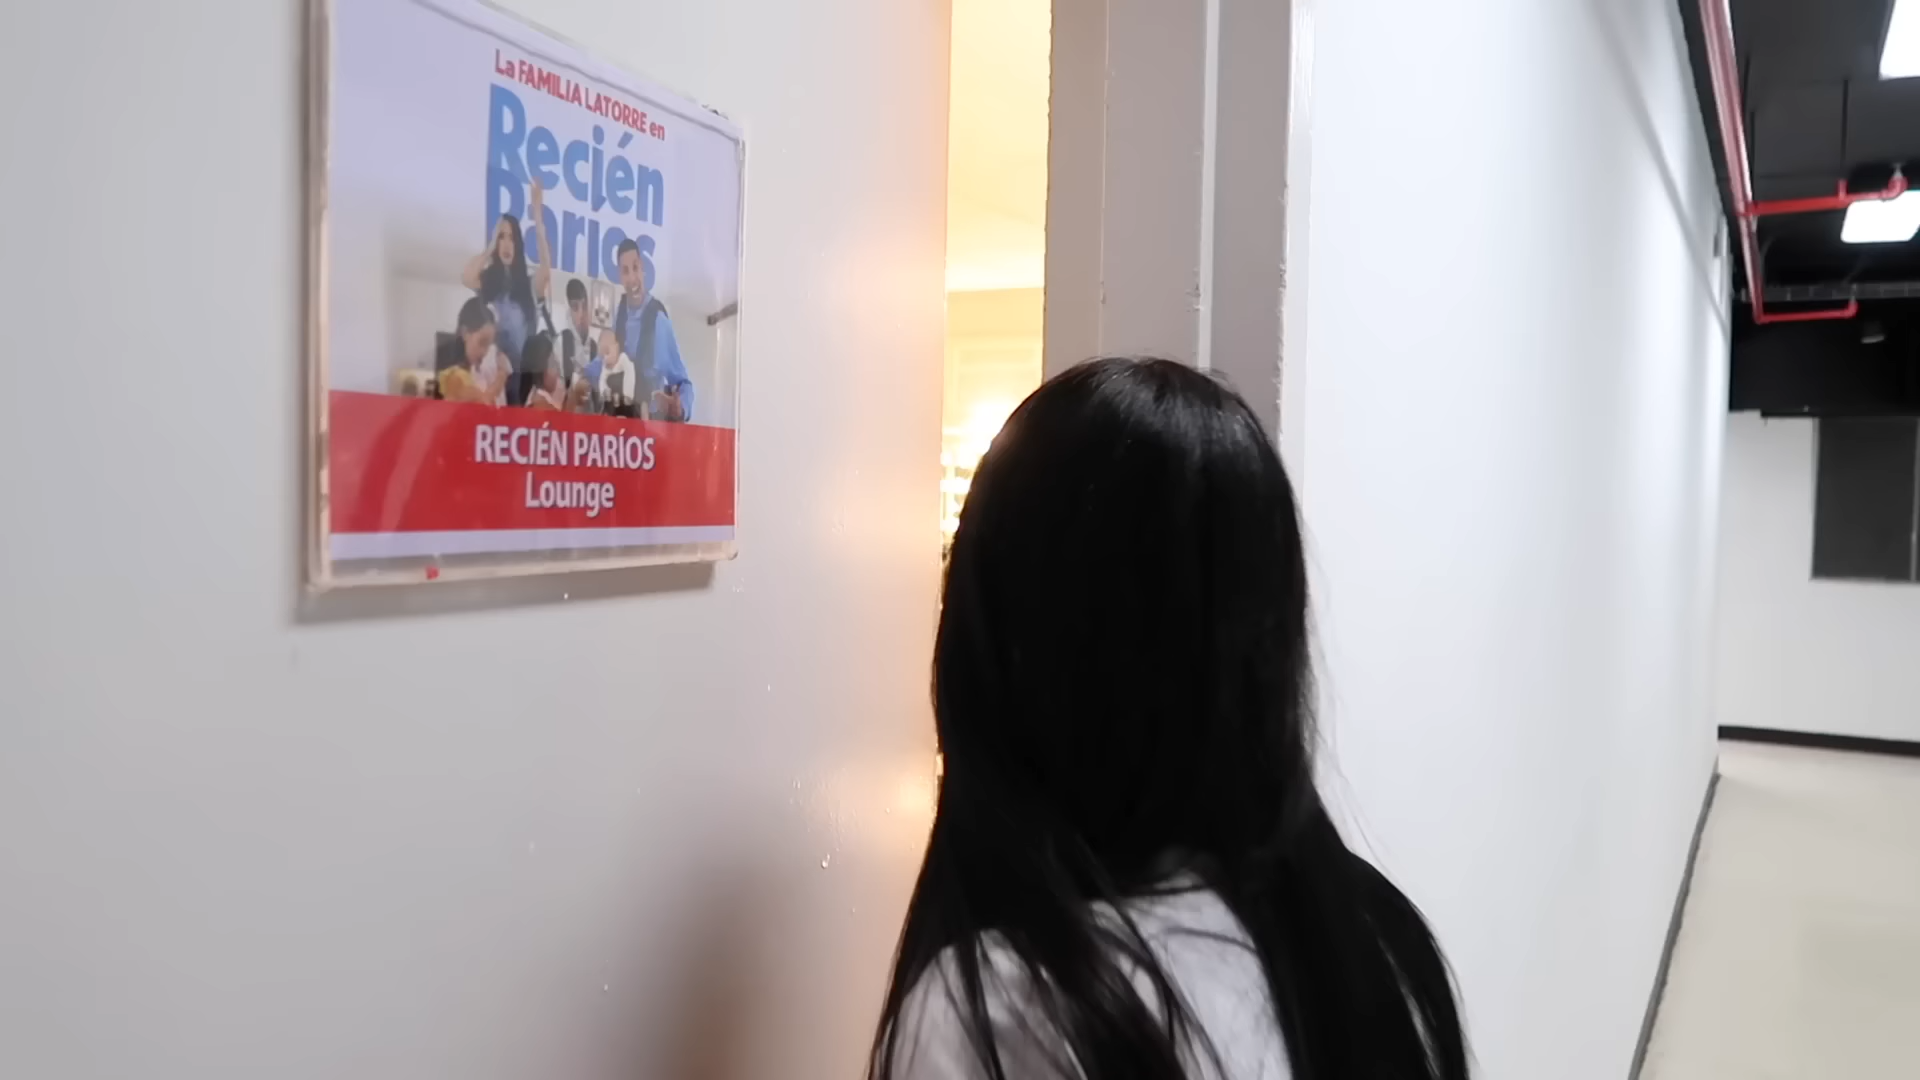 La FAMILIA LATORRE en
Recién
Paríos
RECIÉN PARÍOS
Lounge